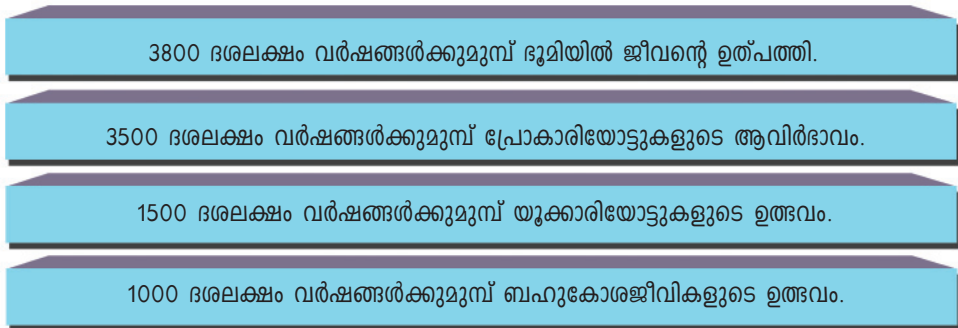 3800 ദശലക്ഷം വർഷങ്ങൾക്കുമുമ്പ് ഭൂമിയിൽ ജീവന്റെ ഉത്പത്തി.
3500 ദശലക്ഷം വർഷങ്ങൾക്കുമുമ്പ് പ്രോകാരിയോട്ടുകളുടെ ആവിർഭാവം.
1500 ദശലക്ഷം വർഷങ്ങൾക്കുമുമ്പ് യൂക്കാരിയോട്ടുകളുടെ ഉത്ഭവം.
1000 ദശലക്ഷം വർഷങ്ങൾക്കുമുമ്പ് ബഹുകോശജീവികളുടെ ഉത്ഭവം.